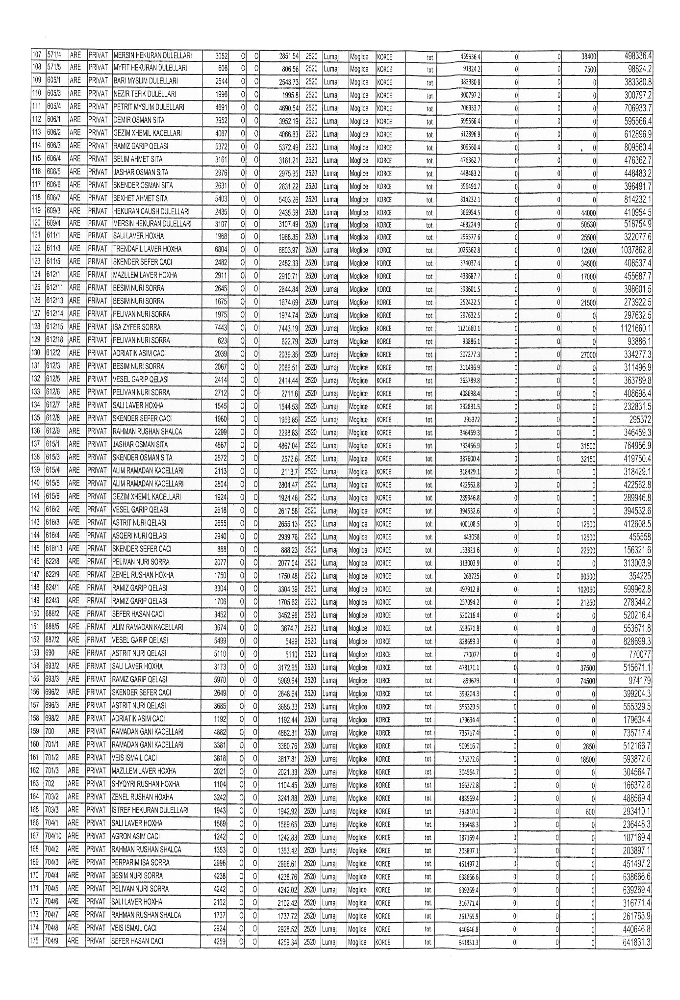 107 571/4 ARE PRIVAT MERSIN HEKURAN DULELLARI 3052 0 0 2851.54 2520 Lumaj Moglice KORCE tot 459936.4 0 0 38400 498336.4
108 571/5 ARE PRIVAT MYFIT HEKURAN DULELLARI 606 0 0 806.56 2520 Lumaj Moglice KORCE tot 91324.2 0 0 7500 98824.2
109 605/1 ARE PRIVAT BARI MYSLIM DULELLARI 2544 0 0 2543.73 2520 Lumaj Moglice KORCE tot 383380.8 0 0 0 383380.8
110 605/3 ARE PRIVAT NEZIR TEFIK DULELLARI 1996 0 0 1995.8 2520 Lumaj Moglice KORCE tot 300797.2 0 0 0 300797.2
111 605/4 ARE PRIVAT PETRIT MYSLIM DULELLARI 4691 0 0 4690.54 2520 Lumaj Moglice KORCE tot 706933.7 0 0 0 706933.7
112 606/1 ARE PRIVAT DEMIR OSMAN SITA 3952 0 0 3952.19 2520 Lumaj Moglice KORCE tot 595566.4 0 0 0 595566.4
113 606/2 ARE PRIVAT GEZIM XHEMIL KACELLARI 4067 0 0 4066.83 2520 Lumaj Moglice KORCE tot 612896.9 0 0 0 612896.9
114 606/3 ARE PRIVAT RAMIZ GARIP QELASI 5372 0 0 5372.49 2520 Lumaj Moglice KORCE tot 809560.4 0 0 0 809560.4
115 606/4 ARE PRIVAT SELIM AHMET SITA 3161 0 0 3161.21 2520 Lumaj Moglice KORCE tot 476362.7 0 0 0 476362.7
116 606/5 ARE PRIVAT JASHAR OSMAN SITA 2976 0 0 2975.95 2520 Lumaj Moglice KORCE tot 448483.2 0 0 0 448483.2
117 606/6 ARE PRIVAT SKENDER OSMAN SITA 2631 0 0 2631.22 2520 Lumaj Moglice KORCE tot 396491.7 0 0 0 396491.7
118 606/7 ARE PRIVAT BEXHET AHMET SITA 5403 0 0 5403.26 2520 Lumaj Moglice KORCE tot 814232.1 0 0 0 814232.1
119 609/3 ARE PRIVAT HEKURAN CAUSH DULELLARI 2435 0 0 2435.58 2520 Lumaj Moglice KORCE tot 366954.5 0 0 44000 410954.5
120 609/4 ARE PRIVAT MERSIN HEKURAN DULELLARI 3107 0 0 3107.49 2520 Lumaj Moglice KORCE tot 468224.9 0 0 50530 518754.9
121 611/1 ARE PRIVAT SALI LAVER HOXHA 1968 0 0 1968.35 2520 Lumaj Moglice KORCE tot 296577.6 0 0 25500 322077.6
122 611/3 ARE PRIVAT TRENDAFIL LAVER HOXHA 6804 0 0 6803.97 2520 Lumaj Moglice KORCE tot 1025362.8 0 0 12500 1037862.8
123 611/5 ARE PRIVAT SKENDER SEFER CACI 2482 0 0 2482.33 2520 Lumaj Moglice KORCE tot 374037.4 0 0 34500 408537.4
124 612/1 ARE PRIVAT MAZLLEM LAVER HOXHA 2911 0 0 2910.71 2520 Lumaj Moglice KORCE tot 438687.7 0 0 17000 455687.7
125 612/11 ARE PRIVAT BESIM NURI SORRA 2645 0 0 2644.84 2520 Lumaj Moglice KORCE tot 398601.5 0 0 0 398601.5
126 612/13 ARE PRIVAT BESIM NURI SORRA 1675 0 0 1674.69 2520 Lumaj Moglice KORCE tot 252422.5 0 0 21500 273922.5
127 612/14 ARE PRIVAT PELIVAN NURI SORRA 1975 0 0 1974.74 2520 Lumaj Moglice KORCE tot 297632.5 0 0 0 297632.5
128 612/15 ARE PRIVAT ISA ZYFER SORRA 7443 0 0 7443.19 2520 Lumaj Moglice KORCE tot 1121660.1 0 0 0 1121660.1
129 612/18 ARE PRIVAT PELIVAN NURI SORRA 623 0 0 622.79 2520 Lumaj Moglice KORCE tot 93886.1 0 0 0 93886.1
130 612/2 ARE PRIVAT ADRIATIK ASIM CACI 2039 0 0 2039.35 2520 Lumaj Moglice KORCE tot 307277.3 0 0 27000 334277.3
131 612/3 ARE PRIVAT BESIM NURI SORRA 2067 0 0 2066.51 2520 Lumaj Moglice KORCE tot 311496.9 0 0 0 311496.9
132 612/5 ARE PRIVAT VESEL GARIP QELASI 2414 0 0 2414.44 2520 Lumaj Moglice KORCE tot 363789.8 0 0 0 363789.8
133 612/6 ARE PRIVAT PELIVAN NURI SORRA 2712 0 0 2711.6 2520 Lumaj Moglice KORCE tot 408698.4 0 0 0 408698.4
134 612/7 ARE PRIVAT SALI LAVER HOXHA 1545 0 0 1544.53 2520 Lumaj Moglice KORCE tot 232831.5 0 0 0 232831.5
135 612/8 ARE PRIVAT SKENDER SEFER CACI 1960 0 0 1959.85 2520 Lumaj Moglice KORCE tot 295372 0 0 0 295372
136 612/9 ARE PRIVAT RAHMAN RUSHAN SHALCA 2299 0 0 2298.83 2520 Lumaj Moglice KORCE tot 346459.3 0 0 0 346459.3
137 615/1 ARE PRIVAT JASHAR OSMAN SITA 4867 0 0 4867.04 2520 Lumaj Moglice KORCE tot 733456.9 0 0 31500 764956.9
138 615/3 ARE PRIVAT SKENDER OSMAN SITA 2572 0 0 2572.6 2520 Lumaj Moglice KORCE tot 387600.4 0 0 32150 419750.4
139 615/4 ARE PRIVAT ALIM RAMADAN KACELLARI 2113 0 0 2113.7 2520 Lumaj Moglice KORCE tot 318429.1 0 0 0 318429.1
140 615/5 ARE PRIVAT ALIM RAMADAN KACELLARI 2804 0 0 2804.47 2520 Lumaj Moglice KORCE tot 422562.8 0 0 0 422562.8
141 615/6 ARE PRIVAT GEZIM XHEMIL KACELLARI 1924 0 0 1924.46 2520 Lumaj Moglice KORCE tot 289946.8 0 0 0 289946.8
142 616/2 ARE PRIVAT VESEL GARIP QELASI 2618 0 0 2617.58 2520 Lumaj Moglice KORCE tot 394532.6 0 0 0 394532.6
143 616/3 ARE PRIVAT ASTRIT NURI QELASI 2655 0 0 2655.13 2520 Lumaj Moglice KORCE tot 400108.5 0 0 12500 412608.5
144 616/4 ARE PRIVAT ASQERI NURI QELASI 2940 0 0 2939.76 2520 Lumaj Moglice KORCE tot 443058 0 0 12500 455558
145 618/13 ARE PRIVAT SKENDER SEFER CACI 888 0 0 888.23 2520 Lumaj Moglice KORCE tot 133821.6 0 0 22500 156321.6
146 622/8 ARE PRIVAT PELIVAN NURI SORRA 2077 0 0 2077.04 2520 Lumaj Moglice KORCE tot 313003.9 0 0 0 313003.9
147 622/9 ARE PRIVAT ZENEL RUSHAN HOXHA 1750 0 0 1750.48 2520 Lumaj Moglice KORCE tot 263725 0 0 90500 354225
148 624/1 ARE PRIVAT RAMIZ GARIP QELASI 3304 0 0 3304.39 2520 Lumaj Moglice KORCE tot 497912.8 0 0 102050 599962.8
149 624/3 ARE PRIVAT RAMIZ GARIP QELASI 1706 0 0 1705.62 2520 Lumaj Moglice KORCE tot 257094.2 0 0 21250 278344.2
150 686/2 ARE PRIVAT SEFER HASAN CACI 3452 0 0 3452.96 2520 Lumaj Moglice KORCE tot 520216.4 0 0 0 520216.4
151 686/5 ARE PRIVAT ALIM RAMADAN KACELLARI 3674 0 0 3674.7 2520 Lumaj Moglice KORCE tot 553671.8 0 0 0 553671.8
152 687/2 ARE PRIVAT VESEL GARIP QELASI 5499 0 0 5499 2520 Lumaj Moglice KORCE tot 828699.3 0 0 0 828699.3
153 690 ARE PRIVAT ASTRIT NURI QELASI 5110 0 0 5110 2520 Lumaj Moglice KORCE tot 770077 0 0 0 770077
154 693/2 ARE PRIVAT SALI LAVER HOXHA 3173 0 0 3172.65 2520 Lumaj Moglice KORCE tot 478171.1 0 0 37500 515671.1
155 693/3 ARE PRIVAT RAMIZ GARIP QELASI 5970 0 0 5969.64 2520 Lumaj Moglice KORCE tot 899679 0 0 74500 974179
156 696/2 ARE PRIVAT SKENDER SEFER CACI 2649 0 0 2648.64 2520 Lumaj Moglice KORCE tot 399204.3 0 0 0 399204.3
157 696/3 ARE PRIVAT ASTRIT NURI QELASI 3685 0 0 3685.33 2520 Lumaj Moglice KORCE tot 555329.5 0 0 0 555329.5
158 698/2 ARE PRIVAT ADRIATIK ASIM CACI 1192 0 0 1192.44 2520 Lumaj Moglice KORCE tot 179634.4 0 0 0 179634.4
159 700 ARE PRIVAT RAMADAN GANI KACELLARI 4882 0 0 4882.31 2520 Lumaj Moglice KORCE tot 735717.4 0 0 0 735717.4
160 701/1 ARE PRIVAT RAMADAN GANI KACELLARI 3381 0 0 3380.76 2520 Lumaj Moglice KORCE tot 509516.7 0 0 2650 512166.7
161 701/2 ARE PRIVAT VEIS ISMAIL CACI 3818 0 0 3817.81 2520 Lumaj Moglice KORCE tot 575372.6 0 0 18500 593872.6
162 701/3 ARE PRIVAT MAZLLEM LAVER HOXHA 2021 0 0 2021.33 2520 Lumaj Moglice KORCE tot 304564.7 0 0 0 304564.7
163 702 ARE PRIVAT SHYQYRI RUSHAN HOXHA 1104 0 0 1104.45 2520 Lumaj Moglice KORCE tot 166372.8 0 0 0 166372.8
164 703/2 ARE PRIVAT ZENEL RUSHAN HOXHA 3242 0 0 3241.88 2520 Lumaj Moglice KORCE tot 488569.4 0 0 0 488569.4
165 703/3 ARE PRIVAT ISTREF HEKURAN DULELLARI 1943 0 0 1942.92 2520 Lumaj Moglice KORCE tot 292810.1 0 0 600 293410.1
166 704/1 ARE PRIVAT SALI LAVER HOXHA 1569 0 0 1569.65 2520 Lumaj Moglice KORCE tot 236448.3 0 0 0 236448.3
167 704/10 ARE PRIVAT AGRON ASIM CACI 1242 0 0 1242.83 2520 Lumaj Moglice KORCE tot 187169.4 0 0 0 187169.4
168 704/2 ARE PRIVAT RAHMAN RUSHAN SHALCA 1353 0 0 1353.42 2520 Lumaj Moglice KORCE tot 203897.1 0 0 0 203897.1
169 704/3 ARE PRIVAT PERPARIM ISA SORRA 2996 0 0 2996.61 2520 Lumaj Moglice KORCE tot 451497.2 0 0 0 451497.2
170 704/4 ARE PRIVAT BESIM NURI SORRA 4238 0 0 4238.76 2520 Lumaj Moglice KORCE tot 638666.6 0 0 0 638666.6
171 704/5 ARE PRIVAT PELIVAN NURI SORRA 4242 0 0 4242.02 2520 Lumaj Moglice KORCE tot 639269.4 0 0 0 639269.4
172 704/6 ARE PRIVAT SALI LAVER HOXHA 2102 0 0 2102.42 2520 Lumaj Moglice KORCE tot 316771.4 0 0 0 316771.4
173 704/7 ARE PRIVAT RAHMAN RUSHAN SHALCA 1737 0 0 1737.72 2520 Lumaj Moglice KORCE tot 261765.9 0 0 0 261765.9
174 704/8 ARE PRIVAT VEIS ISMAIL CACI 2924 0 0 2928.52 2520 Lumaj Moglice KORCE tot 440646.8 0 0 0 440646.8
175 704/9 ARE PRIVAT SEFER HASAN CACI 4259 0 0 4259.34 2520 Lumaj Moglice KORCE tot 641831.3 0 0 0 641831.3